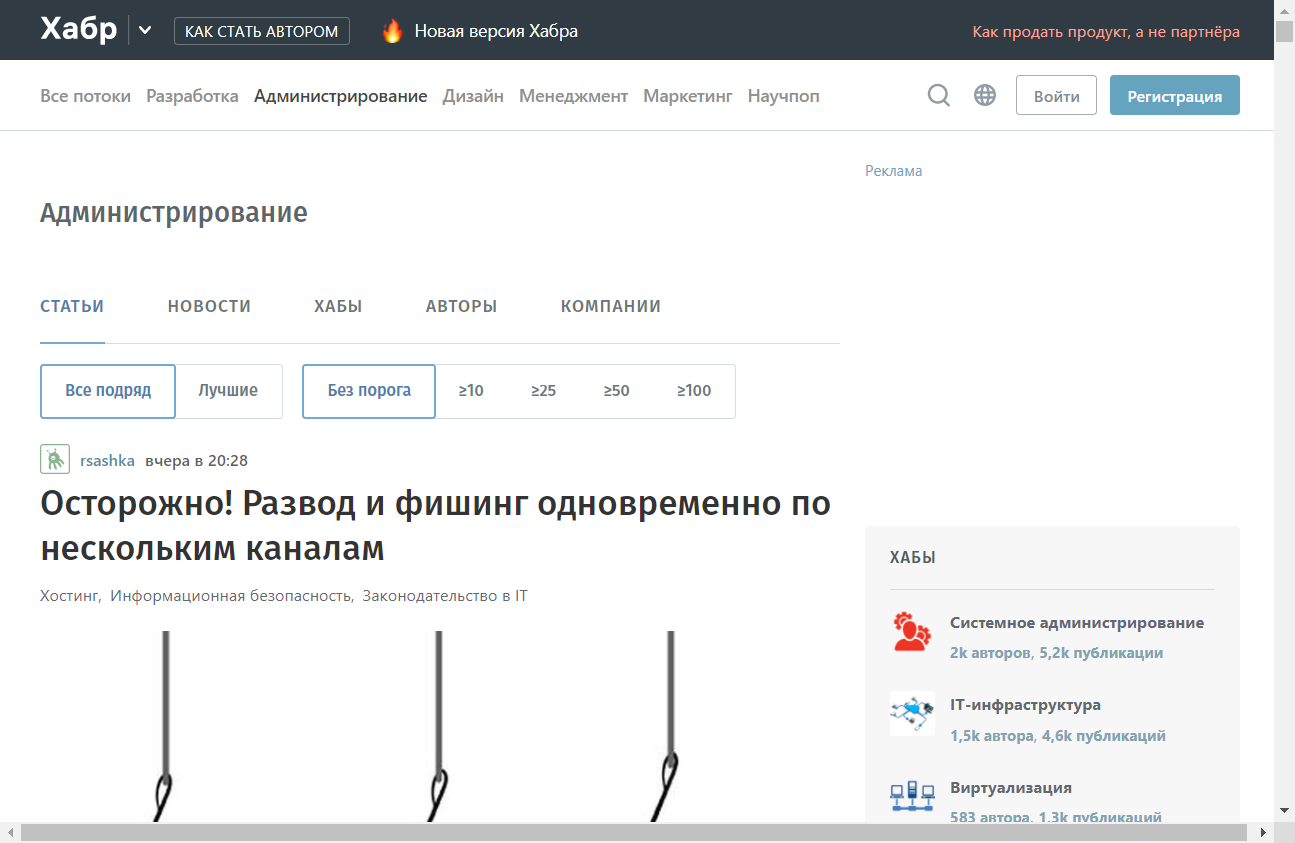 Хабр
КАК СТАТЬ АВТОРОМ
Новая версия Хабра
Как продать продукт, а не партнёра
Все потоки Разработка Администрирование Дизайн Менеджмент Маркетинг Научпоп
Войти
Регистрация
Реклама
Администрирование
СТАТЬИ НОВОСТИ ХАБЫ АВТОРЫ КОМПАНИИ
Все подряд Лучшие Без порога ≥10 ≥25 ≥50 ≥100
rsashka вчера в 20:28
Осторожно! Развод и фишинг одновременно по
нескольким каналам
Хостинг, Информационная безопасность, Законодательство в IT
ХАБЫ
Системное администрирование
2k авторов, 5,2k публикации
IT-инфраструктура
1,5k автора, 4,6k публикаций
Виртуализация
583 автора, 1,3k публикаций